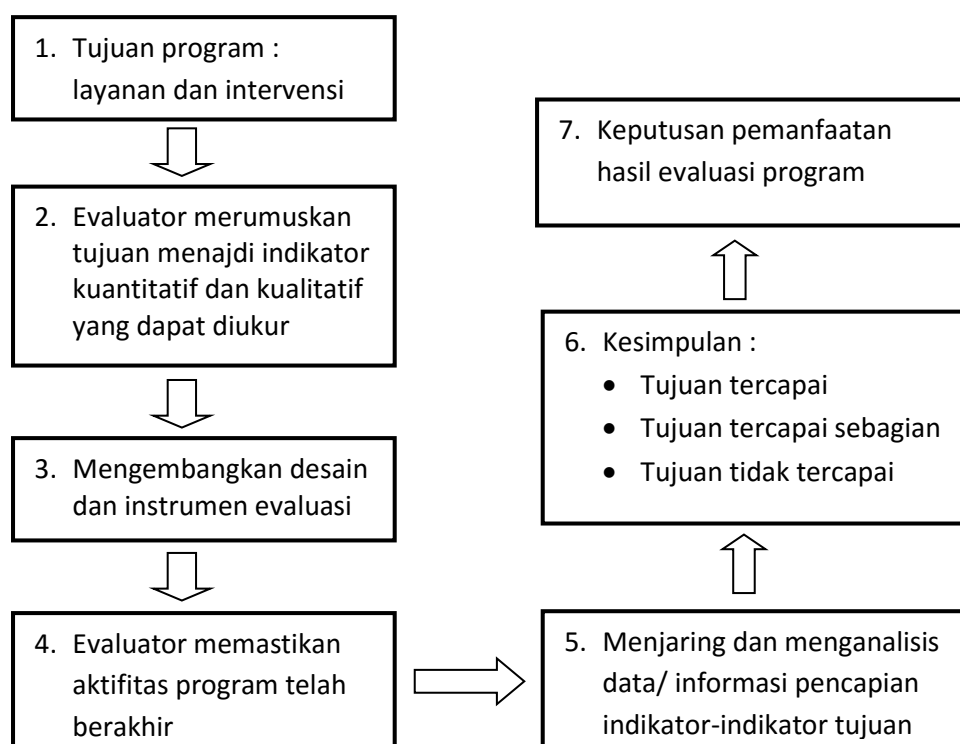 1. Tujuan program :
layanan dan intervensi
2. Evaluator merumuskan
tujuan menajdi indikator
kuantitatif dan kualitatif
yang dapat diukur
3. Mengembangkan desain
dan instrumen evaluasi
4. Evaluator memastikan
aktifitas program telah
berakhir
5. Menjaring dan menganalisis
data/ informasi pencapian
indikator-indikator tujuan
6. Kesimpulan :
• Tujuan tercapai
• Tujuan tercapai sebagian
• Tujuan tidak tercapai
7. Keputusan pemanfaatan
hasil evaluasi program